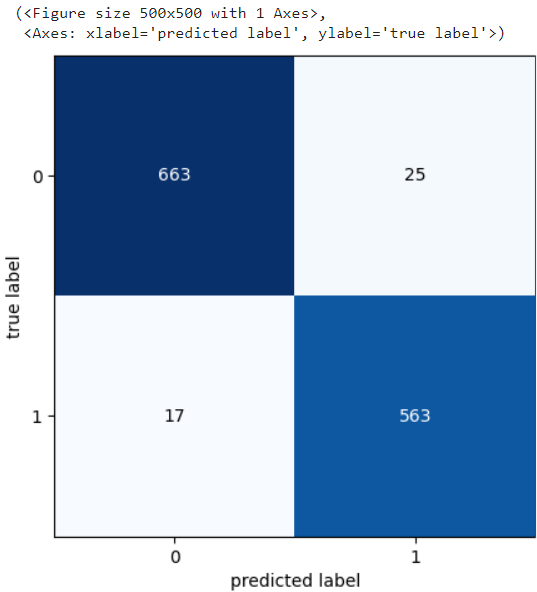 (<Figure size 500x500 with 1 Axes>,
 <Axes: xlabel='predicted label', ylabel='true label'>)
0
663
25
true label
1
17
563
0
1
predicted label